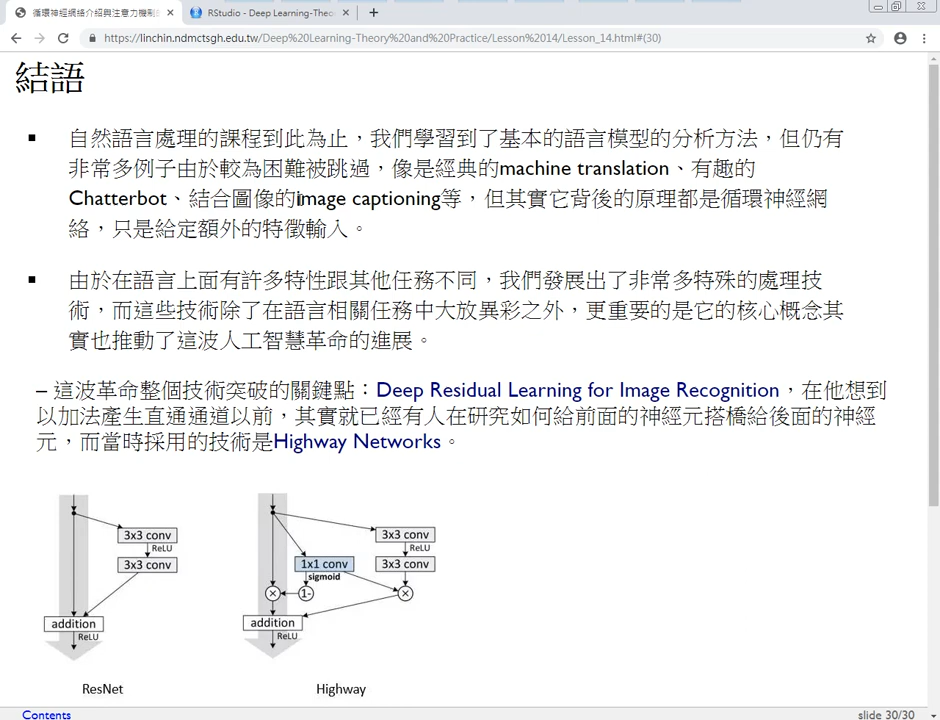 循環神經網絡介紹與注意力機制
RStudio - Deep Learning-Theo
https://linchin.ndmctsgh.edu.tw/Deep%20Learning-Theory%20and%20Practice/Lesson%2014/Lesson_14.html#(30)
結語
自然語言處理的課程到此為止，我們學習到了基本的語言模型的分析方法，但仍有
非常多例子由於較為困難被跳過，像是經典的machine translation、有趣的
Chatterbot、結合圖像的image captioning等，但其實它背後的原理都是循環神經網
絡，只是給定額外的特徵輸入。
由於在語言上面有許多特性跟其他任務不同，我們發展出了非常多特殊的處理技
術，而這些技術除了在語言相關任務中大放異彩之外，更重要的是它的核心概念其
實也推動了這波人工智慧革命的進展。
– 這波革命整個技術突破的關鍵點：Deep Residual Learning for Image Recognition，在他想到
以加法產生直通通道以前，其實就已經有人在研究如何給前面的神經元搭橋給後面的神經
元，而當時採用的技術是Highway Networks。
3x3 conv
ReLU
3x3 conv
addition
ReLU
ResNet
3x3 conv
ReLU
1x1 conv
3x3 conv
sigmoid
1-
addition
ReLU
Highway
Contents
slide 30/30